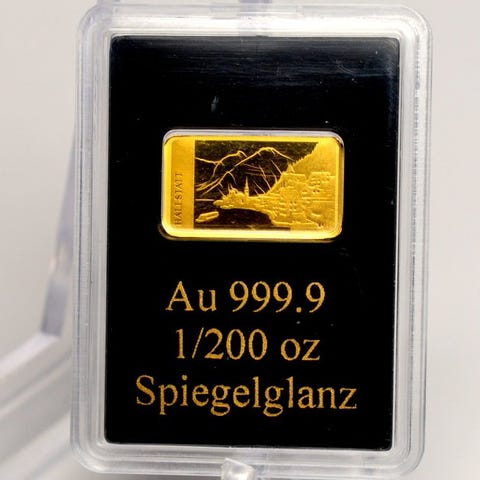 HALLSTATT
Au 999.9
1/200 oz
Spiegelglanz